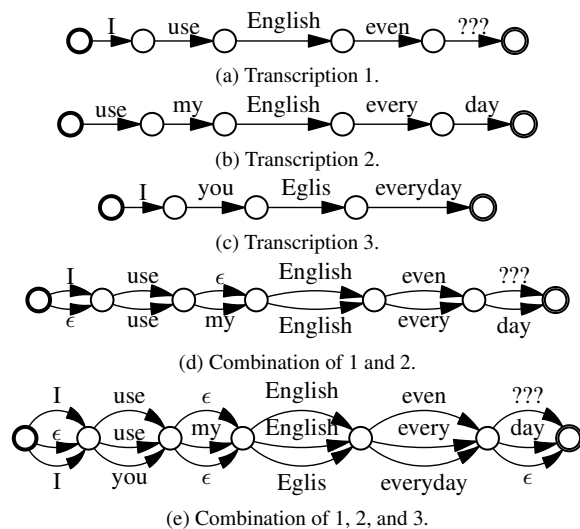 I use English even ???
(a) Transcription 1.
use my English every day
(b) Transcription 2.
I you Eglis everyday
(c) Transcription 3.
I use ϵ English even ???
ϵ use my English every day
(d) Combination of 1 and 2.
I use ϵ English even ???
ϵ use my English every day
I you ϵ Eglis everyday ϵ
(e) Combination of 1, 2, and 3.